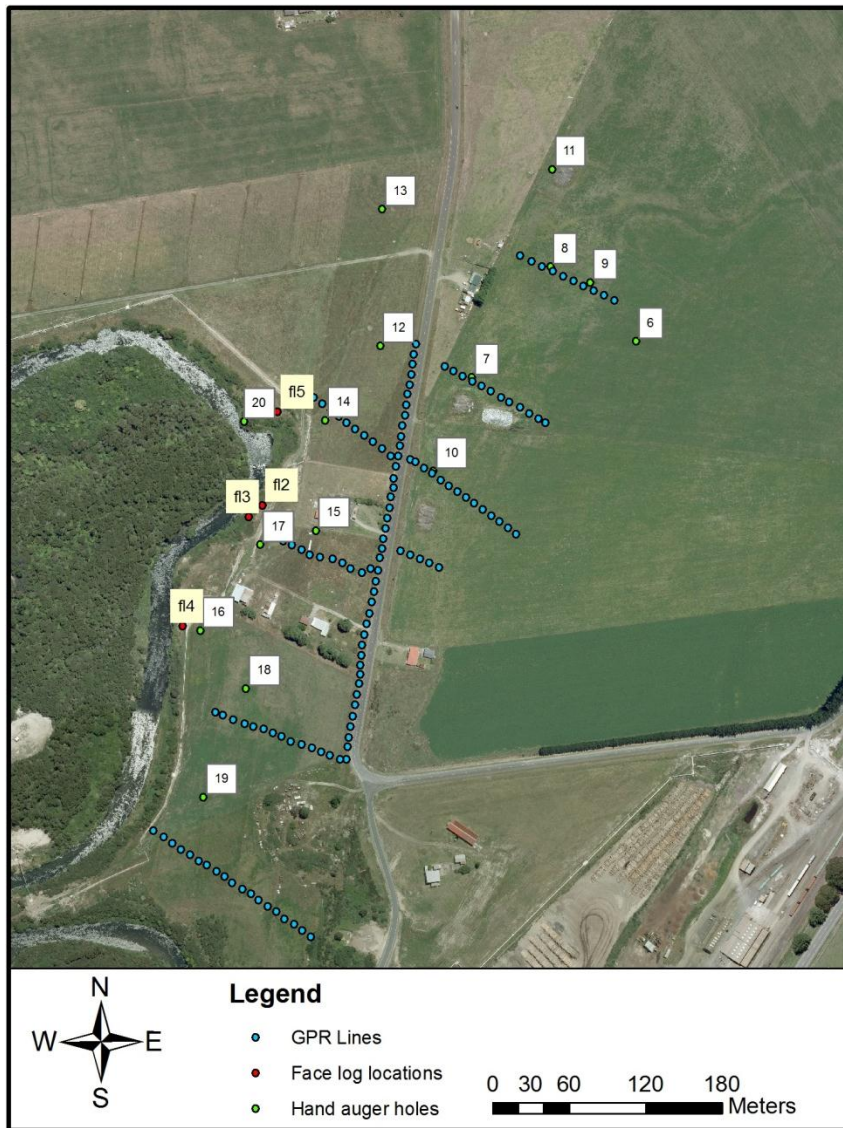 11
13
8
9
6
12
7
fl5
20
14
10
fl2
fl3
15
17
fl4
16
18
19
N
W E
S
Legend
GPR Lines
Face log locations
Hand auger holes
0 30 60 120 180
Meters